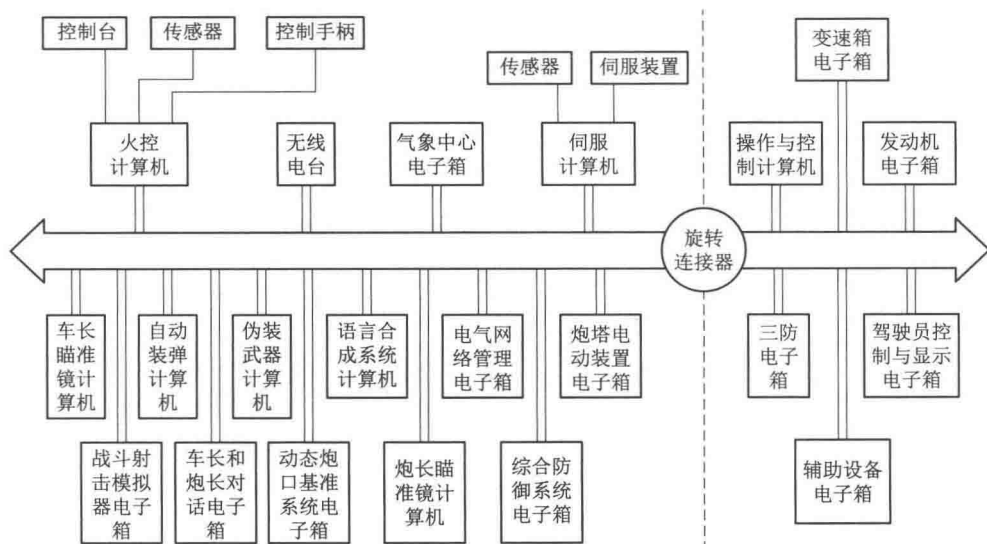 控制台
传感器
控制手柄
传感器
伺服装置
变速箱
电子箱
火控
计算机
无线
电台
气象中心
电子箱
伺服
计算机
操作与控
制计算机
发动机
电子箱
旋转
连接器
车长
瞄准
镜计
算机
自动
装弹
计算
机
伪装
武器
计算
机
语言合
成系统
计算机
电气网
络管理
电子箱
炮塔电
动装置
电子箱
三防
电子
箱
驾驶员控
制与显示
电子箱
战斗射
击模拟
器电子
箱
车长和
炮长对
话电子
箱
动态炮
口基准
系统电
子箱
炮长瞄
准镜计
算机
综合防
御系统
电子箱
辅助设备
电子箱